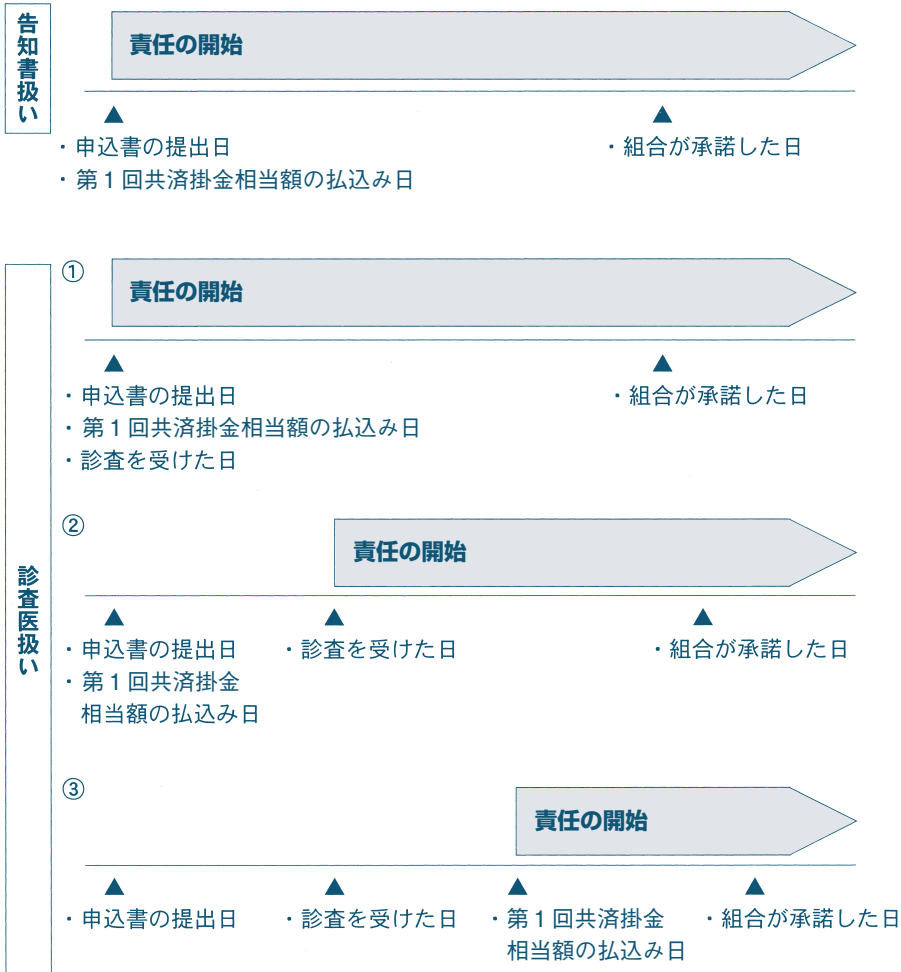 告知書扱い
責任の開始
・申込書の提出日
・第1回共済掛金相当額の払込み日
・組合が承諾した日
診査医扱い
①
責任の開始
・申込書の提出日
・第1回共済掛金相当額の払込み日
・診査を受けた日
・組合が承諾した日
②
責任の開始
・申込書の提出日
・第1回共済掛金
相当額の払込み日
・診査を受けた日
・組合が承諾した日
③
責任の開始
・申込書の提出日
・診査を受けた日
・第1回共済掛金
相当額の払込み日
・組合が承諾した日